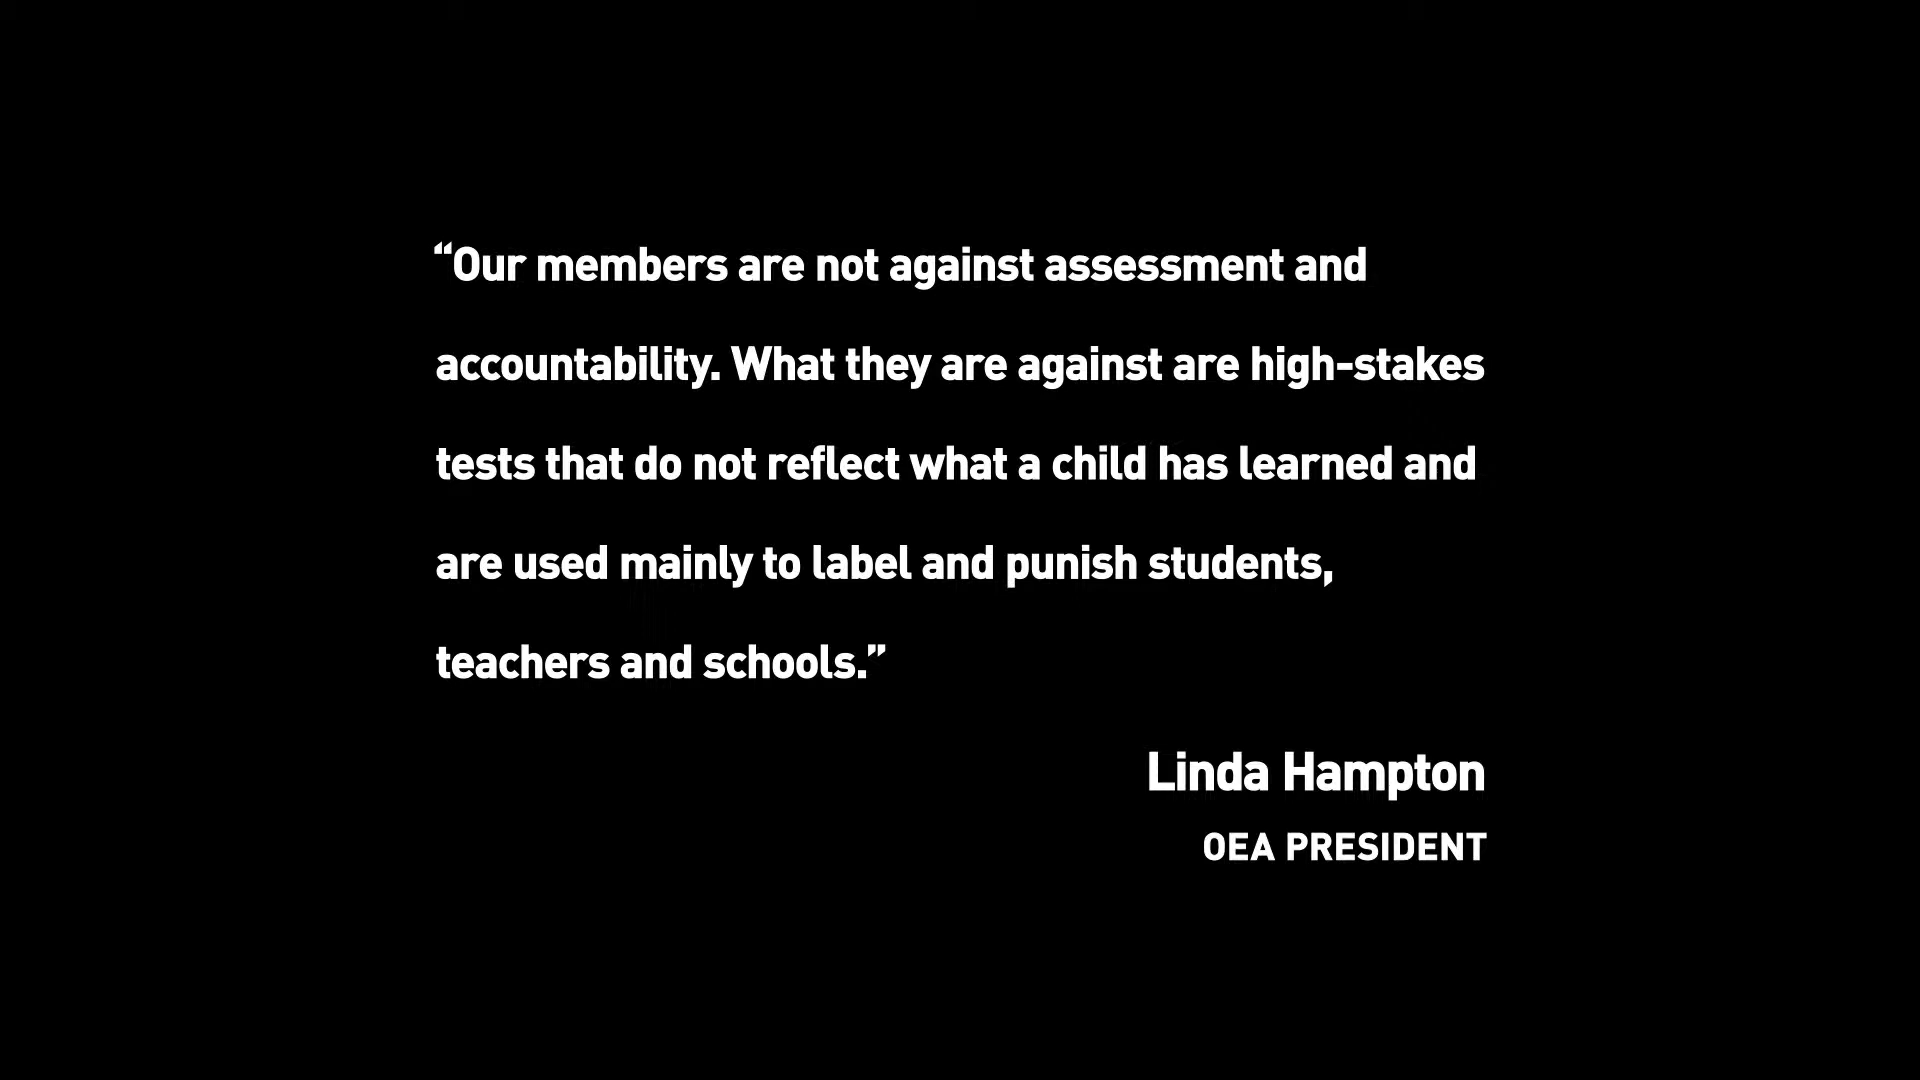 “Our members are not against assessment and
accountability. What they are against are high-stakes
tests that do not reflect what a child has learned and
are used mainly to label and punish students,
teachers and schools.”
Linda Hampton
OEA PRESIDENT